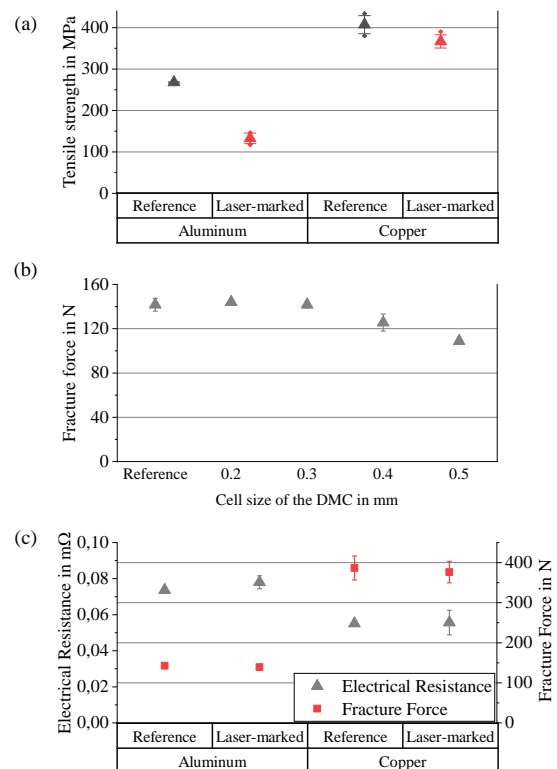 (a)
Tensile strength in MPa
400
300
200
100
0
Reference Laser-marked Reference Laser-marked
Aluminum Copper
(b)
Fracture force in N
160
120
80
40
0
Reference 0.2 0.3 0.4 0.5
Cell size of the DMC in mm
(c)
Electrical Resistance in mΩ
0,10
0,08
0,06
0,04
0,02
0,00
400
300
200
100
0
Fracture Force in N
Electrical Resistance
Fracture Force
Reference Laser-marked Reference Laser-marked
Aluminum Copper